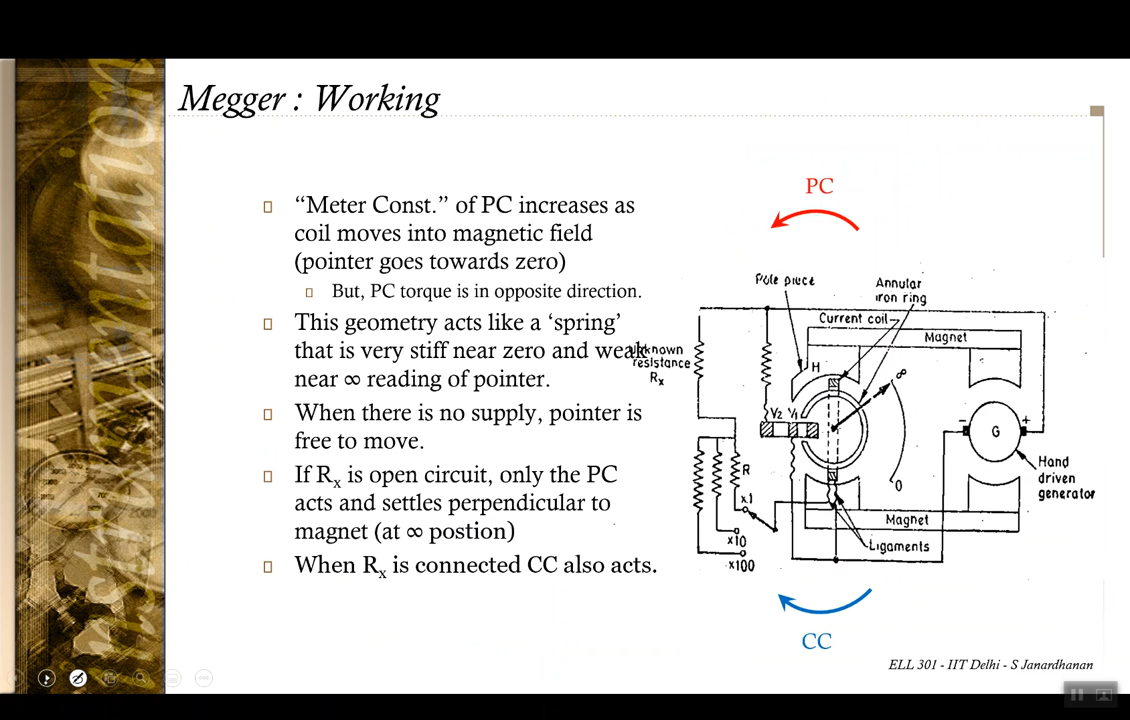 Megger : Working
“Meter Const.” of PC increases as
coil moves into magnetic field
(pointer goes towards zero)
But, PC torque is in opposite direction.
This geometry acts like a ‘spring’
that is very stiff near zero and weak
near ∞ reading of pointer.
When there is no supply, pointer is
free to move.
If Rx is open circuit, only the PC
acts and settles perpendicular to
magnet (at ∞ postion)
When Rx is connected CC also acts.
PC
Pole piece
Annular
iron ring
Current coil
Magnet
H
∞
Unknown
resistance
Rx
V2 V1
- +
G
R
0
Hand
driven
generator
x1
x10
x100
Magnet
Ligaments
CC
ELL 301 - IIT Delhi - S Janardhanan